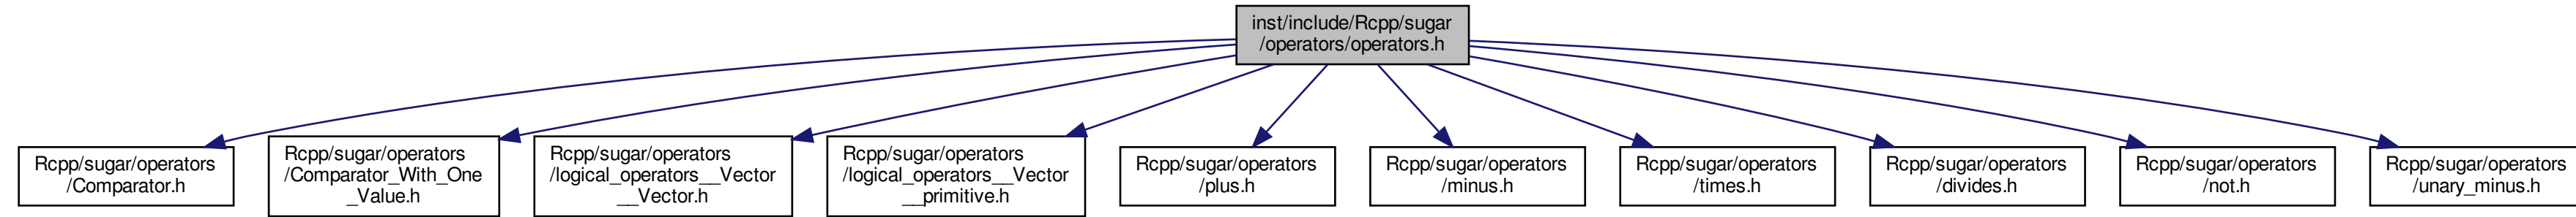 inst/include/Rcpp/sugar
/operators/operators.h
Rcpp/sugar/operators
/Comparator.h
Rcpp/sugar/operators
/Comparator_With_One
_Value.h
Rcpp/sugar/operators
/logical_operators__Vector
__Vector.h
Rcpp/sugar/operators
/logical_operators__Vector
__primitive.h
Rcpp/sugar/operators
/plus.h
Rcpp/sugar/operators
/minus.h
Rcpp/sugar/operators
/times.h
Rcpp/sugar/operators
/divides.h
Rcpp/sugar/operators
/not.h
Rcpp/sugar/operators
/unary_minus.h